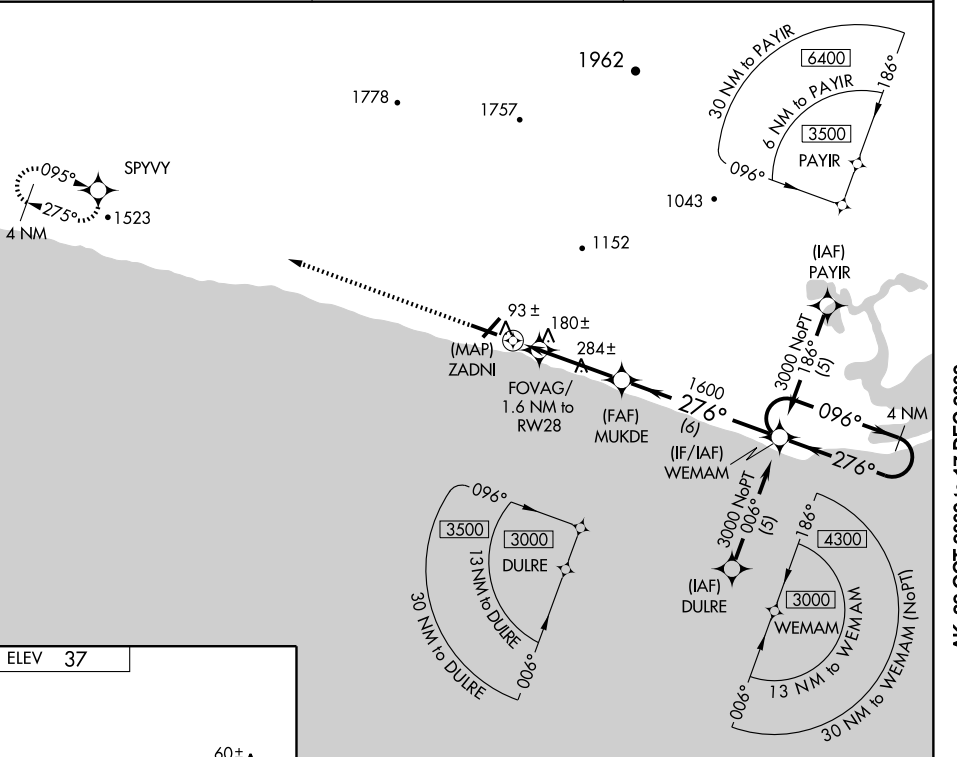 1962
1778
1757
30 NM to PAYIR
6400
186°
6 NM to PAYIR
3500
PAYIR
096°
SPYVY
095°
275°
4 NM
1523
1043
1152
(IAF)
PAYIR
3000 NoPT
186°
(5)
93±
180±
284±
(MAP)
ZADNI
FOVAG/
1.6 NM to
RW28
(FAF)
MUKDE
1600
276°
(6)
096°
4 NM
276°
(IF/IAF)
WEMAM
3000 NoPT
006°
(5)
(IAF)
DULRE
096°
3500
3000
DULRE
13 NM to DULRE
30 NM to DULRE
006°
186°
4300
3000
WEMAM
13 NM to WEMAM
30 NM to WEMAM (NoPT)
006°
ELEV 37
60±